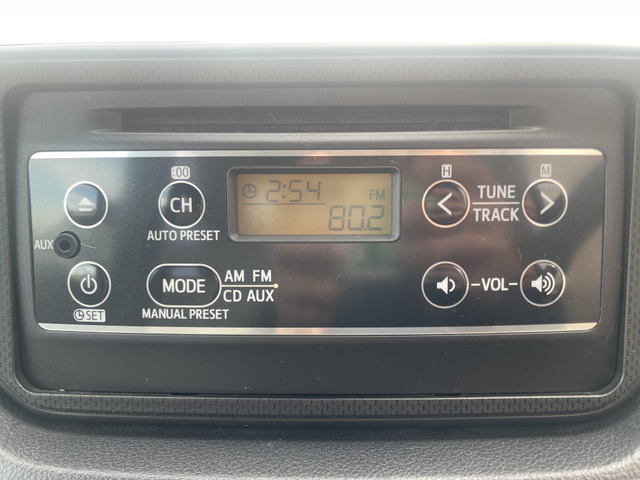 :00
H
M
CH
AUTO PRESET
2:54
FM
80.2
TUNE
TRACK
AUX
MODE
AM FM
CD AUX
MANUAL PRESET
-VOL-
SET